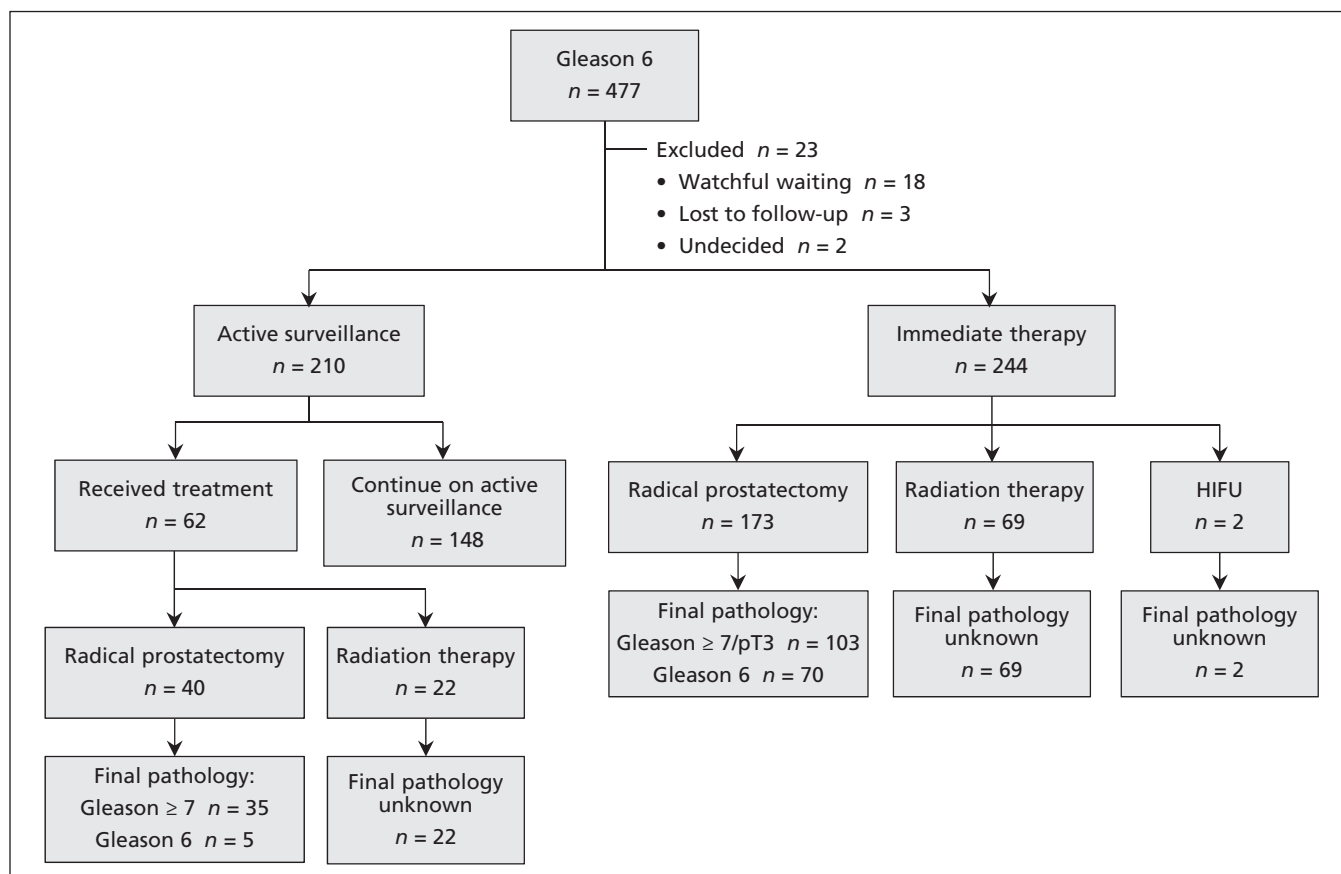 Gleason 6
n = 477
Excluded n = 23
• Watchful waiting n = 18
• Lost to follow-up n = 3
• Undecided n = 2
Active surveillance
n = 210
Immediate therapy
n = 244
Received treatment
n = 62
Continue on active
surveillance
n = 148
Radical prostatectomy
n = 173
Radiation therapy
n = 69
HIFU
n = 2
Final pathology:
Gleason ≥ 7/pT3 n = 103
Gleason 6 n = 70
Final pathology
unknown
n = 69
Final pathology
unknown
n = 2
Radical prostatectomy
n = 40
Radiation therapy
n = 22
Final pathology:
Gleason ≥ 7 n = 35
Gleason 6 n = 5
Final pathology
unknown
n = 22